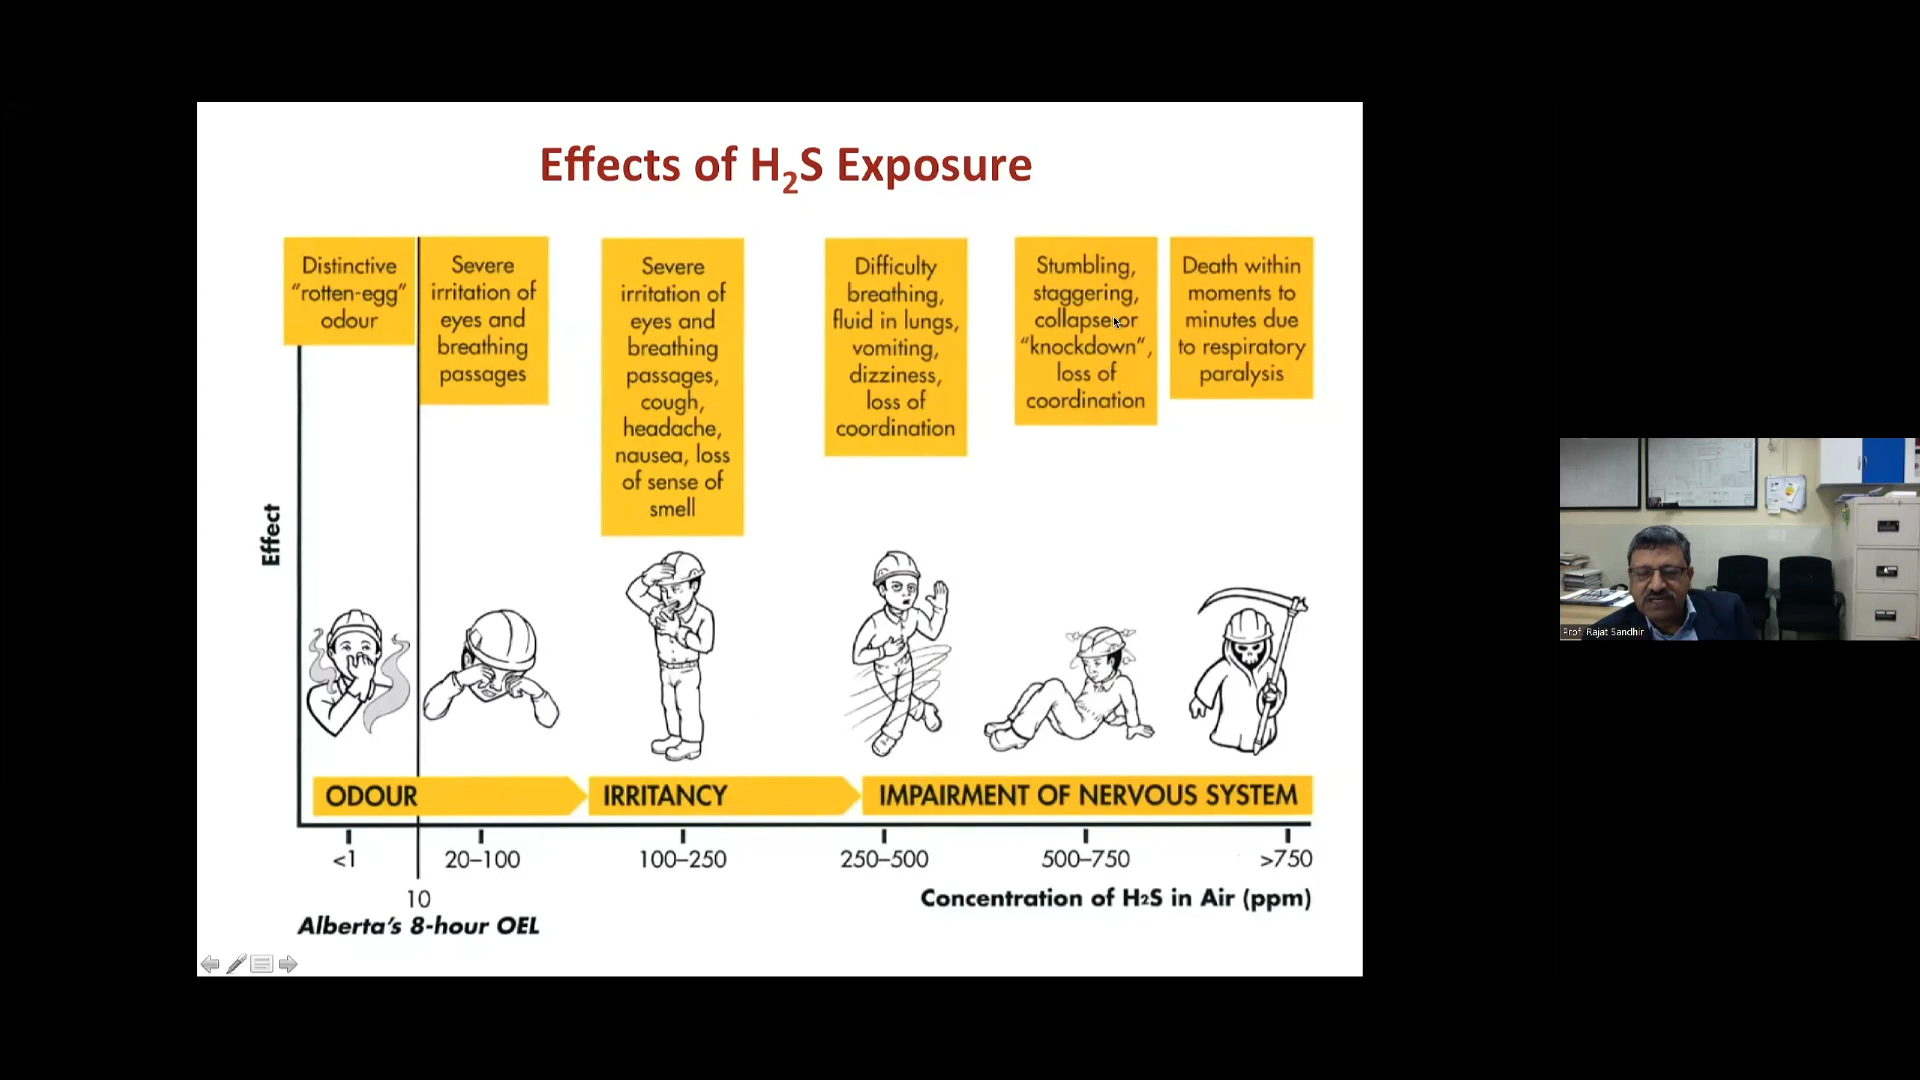 Effects of H2S Exposure
Distinctive
“rotten-egg”
odour
Severe
irritation of
eyes and
breathing
passages
Severe
irritation of
eyes and
breathing
passages,
cough,
headache,
nausea, loss
of sense of
smell
Difficulty
breathing,
fluid in lungs,
vomiting,
dizziness,
loss of
coordination
Stumbling,
staggering,
collapse or
“knockdown”,
loss of
coordination
Death within
moments to
minutes due
to respiratory
paralysis
Effect
ODOUR
IRRITANCY
IMPAIRMENT OF NERVOUS SYSTEM
<1
20–100
100–250
250–500
500–750
>750
10
Concentration of H2S in Air (ppm)
Alberta’s 8-hour OEL
Prof. Rajat Sandhir